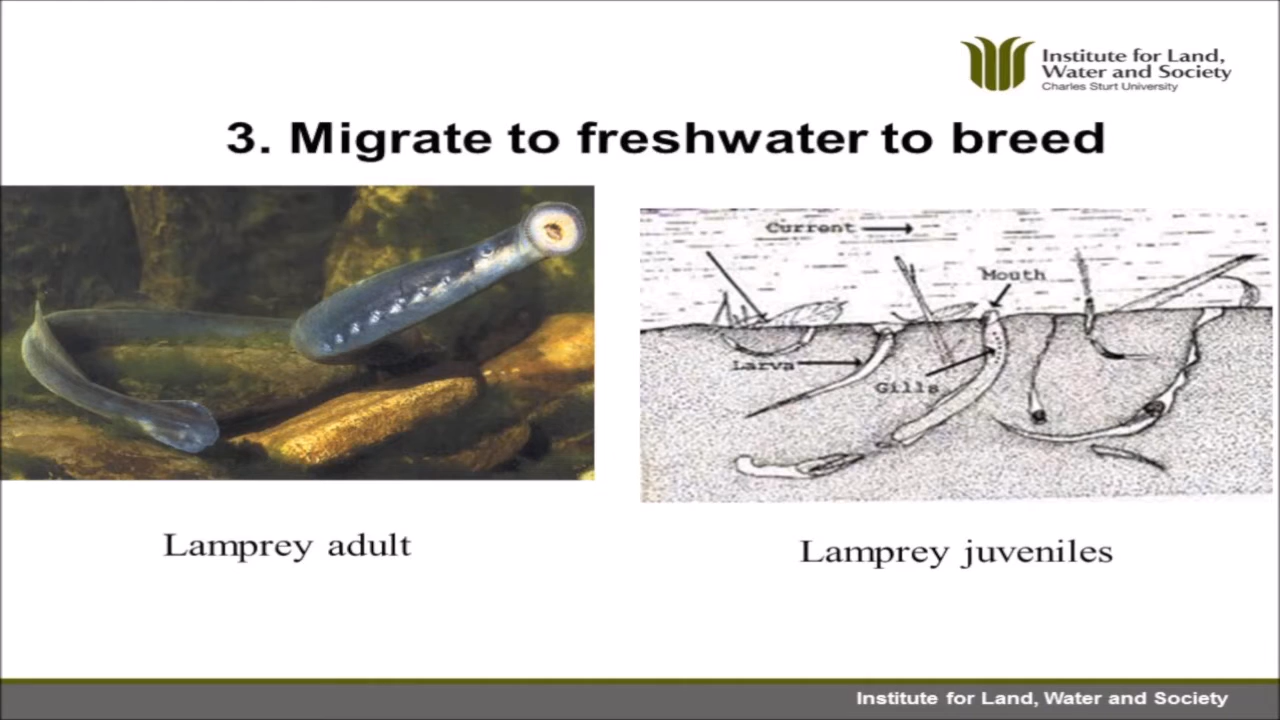 Institute for Land,
Water and Society
Charles Sturt University
3. Migrate to freshwater to breed
Current
Mouth
Larva
Gills
Lamprey adult
Lamprey juveniles
Institute for Land, Water and Society